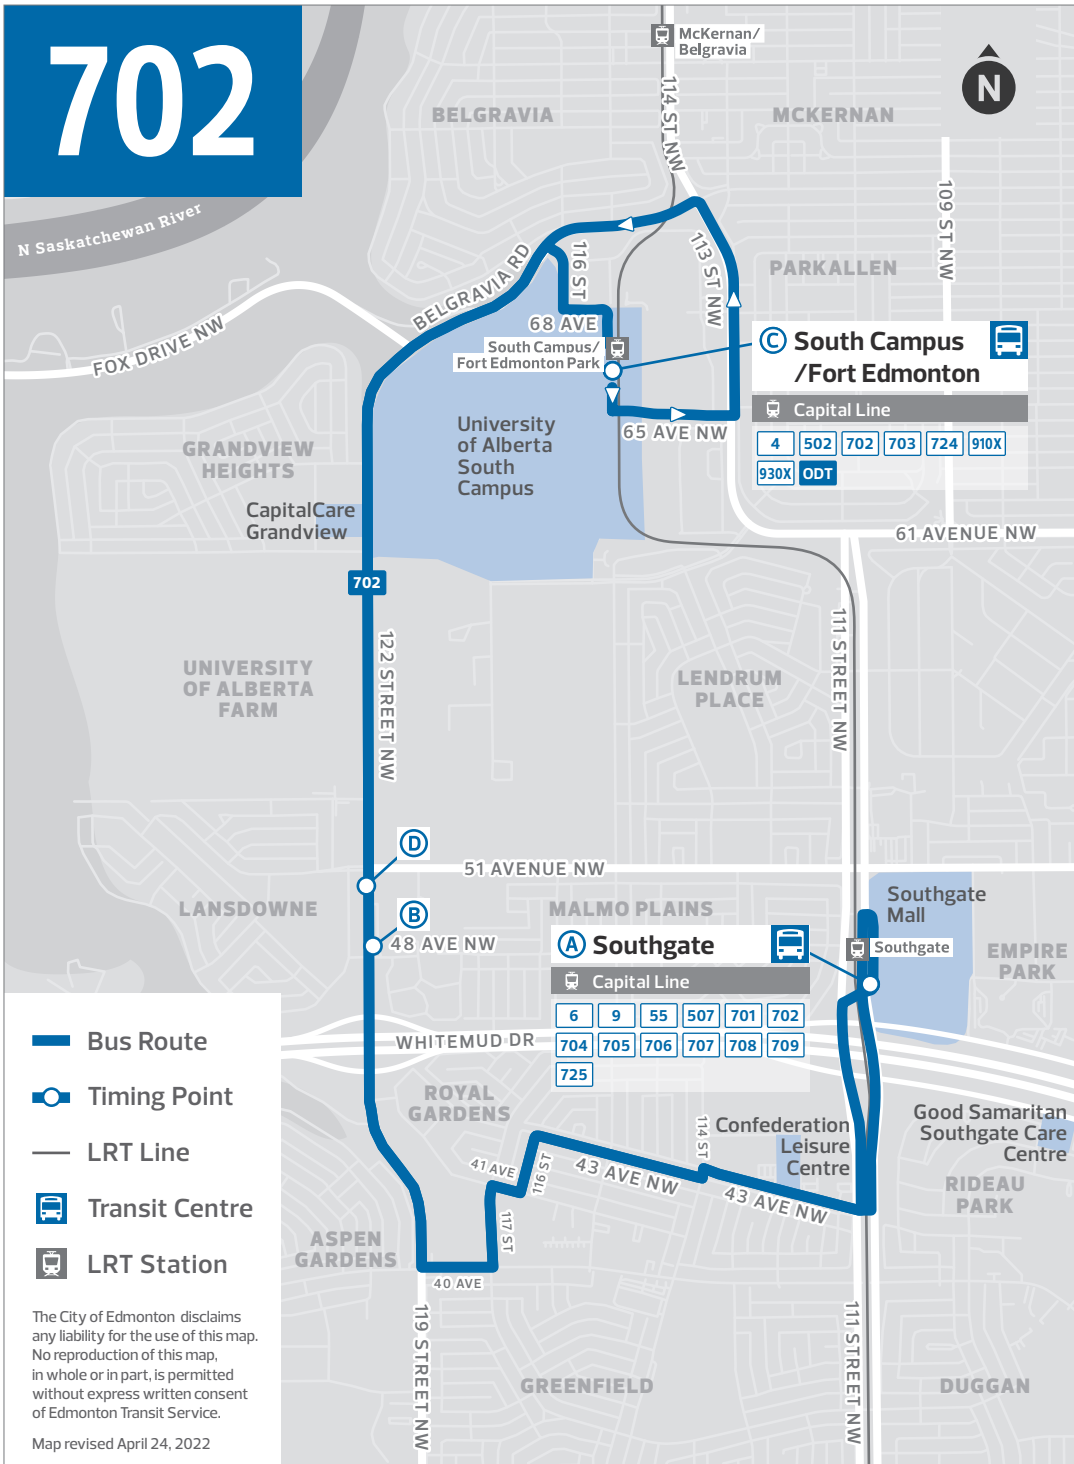 702
McKernan/
Belgravia
N
BELGRAVIA
MCKERNAN
114 ST NW
109 ST NW
N Saskatchewan River
BELGRAVIA RD
116 ST
113 ST NW
PARKALLEN
FOX DRIVE NW
68 AVE
South Campus/
Fort Edmonton Park
C South Campus
/Fort Edmonton
Capital Line
4 502 702 703 724 910X
930X ODT
65 AVE NW
University
of Alberta
South
Campus
GRANDVIEW
HEIGHTS
CapitalCare
Grandview
61 AVENUE NW
702
122 STREET NW
111 STREET NW
UNIVERSITY
OF ALBERTA
FARM
LENDRUM
PLACE
D
51 AVENUE NW
B
48 AVE NW
LANSDOWNE
MALMO PLAINS
Southgate
Mall
Southgate
EMPIRE
PARK
A Southgate
Capital Line
6 9 55 507 701 702
704 705 706 707 708 709
725
WHITEMUD DR
ROYAL
GARDENS
Confederation
Leisure
Centre
Good Samaritan
Southgate Care
Centre
RIDEAU
PARK
114 ST
41 AVE
116 ST
43 AVE NW
43 AVE NW
117 ST
ASPEN
GARDENS
40 AVE
119 STREET NW
111 STREET NW
GREENFIELD
DUGGAN
Bus Route
Timing Point
LRT Line
Transit Centre
LRT Station
The City of Edmonton disclaims
any liability for the use of this map.
No reproduction of this map,
in whole or in part, is permitted
without express written consent
of Edmonton Transit Service.
Map revised April 24, 2022